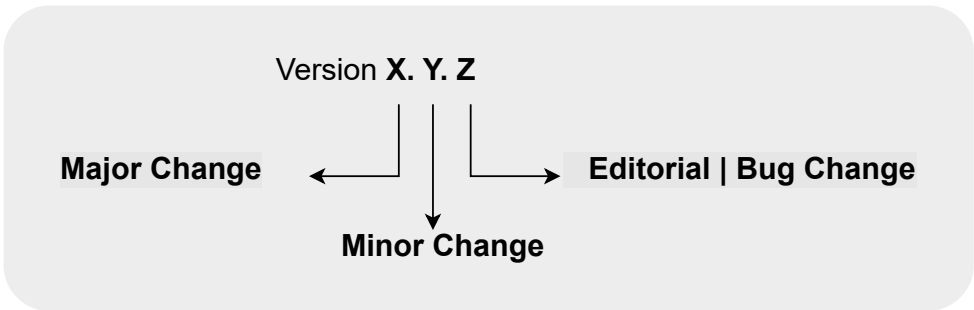 Version X. Y. Z
Major Change
Editorial | Bug Change
Minor Change